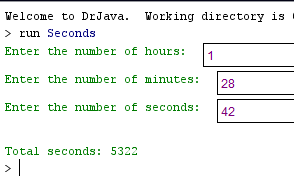 Welcome to DrJava.  Working directory is
> run Seconds
Enter the number of hours: 1
Enter the number of minutes: 28
Enter the number of seconds: 42
Total seconds: 5322
>